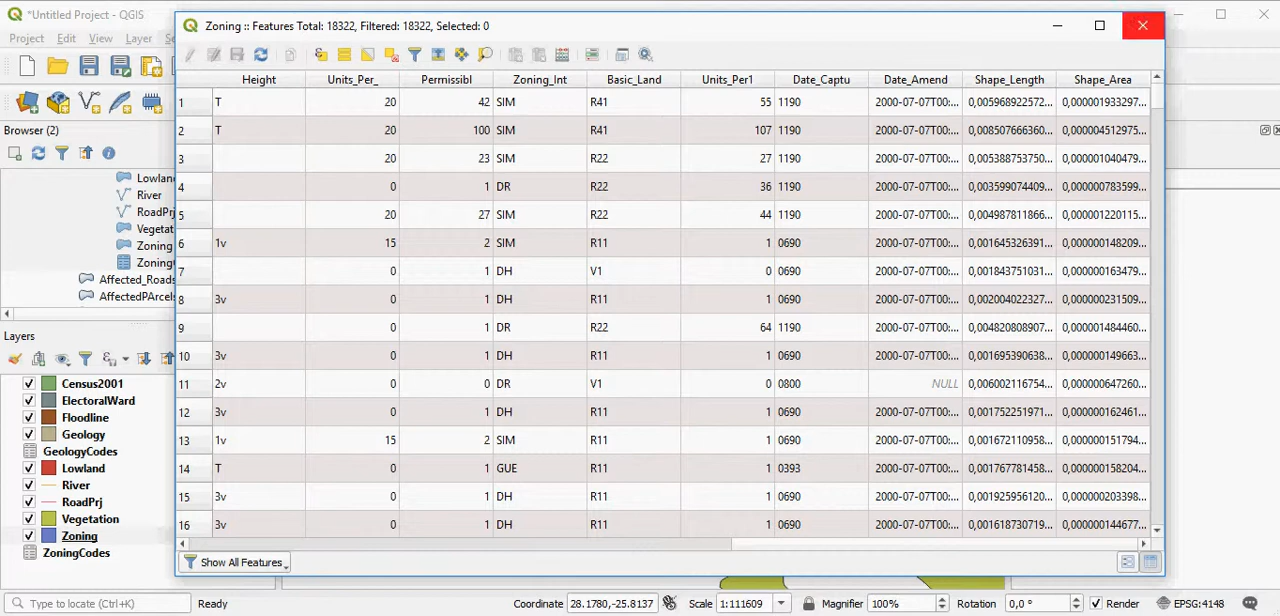 *Untitled Project - QGIS
Project Edit View Layer
Browser (2)
Lowland
River
RoadPrj
Vegetat
Zoning
Zoning
Affected_Roads
AffectedPArcels
Layers
Census2001
ElectoralWard
Floodline
Geology
GeologyCodes
Lowland
River
RoadPrj
Vegetation
Zoning
ZoningCodes
Zoning :: Features Total: 18322, Filtered: 18322, Selected: 0
Height Units_Per_ Permissibl Zoning_Int Basic_Land Units_Per1 Date_Captu Date_Amend Shape_Length Shape_Area
1 T 20 42 SIM R41 55 1190 2000-07-07T00:... 0,005968922572... 0,000001933297...
2 T 20 100 SIM R41 107 1190 2000-07-07T00:... 0,008507666360... 0,000004512975...
3 20 23 SIM R22 27 1190 2000-07-07T00:... 0,005388753750... 0,000001040479...
4 0 1 DR R22 36 1190 2000-07-07T00:... 0,003599074409... 0,000000783599...
5 20 27 SIM R22 44 1190 2000-07-07T00:... 0,004987811866... 0,000001220115...
6 1v 15 2 SIM R11 1 0690 2000-07-07T00:... 0,001645326391... 0,000000148209...
7 0 1 DH V1 0 0690 2000-07-07T00:... 0,001843751031... 0,000000163479...
8 3v 0 1 DH R11 1 0690 2000-07-07T00:... 0,002004022327... 0,000000231509...
9 0 1 DR R22 64 1190 2000-07-07T00:... 0,004820808907... 0,000001484460...
10 3v 0 1 DH R11 1 0690 2000-07-07T00:... 0,001695390638... 0,000000149663...
11 2v 0 0 DR V1 0 0800 NULL 0,006002116754... 0,000000647260...
12 3v 0 1 DH R11 1 0690 2000-07-07T00:... 0,001752251971... 0,000000162461...
13 1v 15 2 SIM R11 1 0690 2000-07-07T00:... 0,001672110958... 0,000000151794...
14 T 0 1 GUE R11 1 0393 2000-07-07T00:... 0,001767781458... 0,000000158204...
15 3v 0 1 DH R11 1 0690 2000-07-07T00:... 0,001925956120... 0,000000203398...
16 3v 0 1 DH R11 1 0690 2000-07-07T00:... 0,001618730719... 0,000000144677...
Show All Features
Type to locate (Ctrl+K) Ready Coordinate 28.1780,-25.8137 Scale 1:111609 Magnifier 100% Rotation 0,0 ° Render EPSG:4148